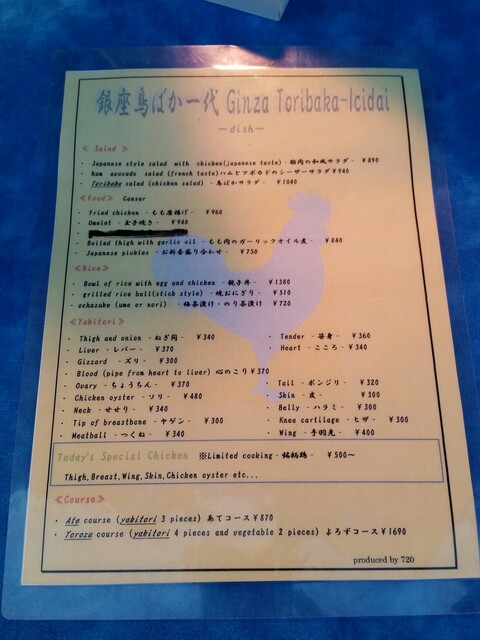 銀座鳥ばか一代 Ginza Toribaka-Icidai
～dish～
< Salad >
・ Japanese style salad with chicken(japanese taste)－胸肉の和風サラダ－ ¥890
・ ham avocado salad (french taste)ハムとアボカドのシーザーサラダ¥940
・ Toribaka salad (chicken salad) －鳥ばかサラダ－ ¥1040
<Food> Caesar
・ Fried chicken －もも唐揚げ－ ¥960
・ Omelet －玉子焼き－ ¥940
・ Boiled thigh with garlic oil －もも肉のガーリックオイル煮－ ¥840
・ Japanese pickles －お新香盛り合わせ－ ¥750
<Rice>
・ Bowl of rice with egg and chicken －親子丼－ ¥1380
・ grilled rice ball(stick style) －焼おにぎり－ ¥510
・ ochazuke (ume or nori) －梅茶漬け－のり茶漬け ¥720
<Yakitori>
・ Thigh and onion －ねぎ間－ ¥340
・ Liver －レバー－ ¥370
・ Gizzard －ズリ－ ¥300
・ Blood (pipe from heart to liver) 心のこり¥370
・ Ovary －ちょうちん－ ¥370
・ Chicken oyster －ソリ－ ¥480
・ Neck －せせり－ ¥340
・ Tip of breastbone －ヤゲン－ ¥300
・ Meatball －つくね－ ¥340
・ Tender －笹身－ ¥360
・ Heart －こころ－¥340
・ Tail －ボンジリ－ ¥320
・ Skin －皮－ ¥300
・ Belly －ハラミ－ ¥300
・ Knee cartilage －ヒザ－ ¥300
・ Wing －手羽先－ ¥400
Today's Special Chicken ※Limited cooking－銘柄鶏－ ¥500～
Thigh,Breast,Wing,Skin,Chicken oyster etc...
<Course>
・ Ate course (yakitori 3 pieces) あてコース¥870
・ Yorozu course (yakitori 4 pieces and vegetable 2 pieces) よろずコース¥1690
produced by 720